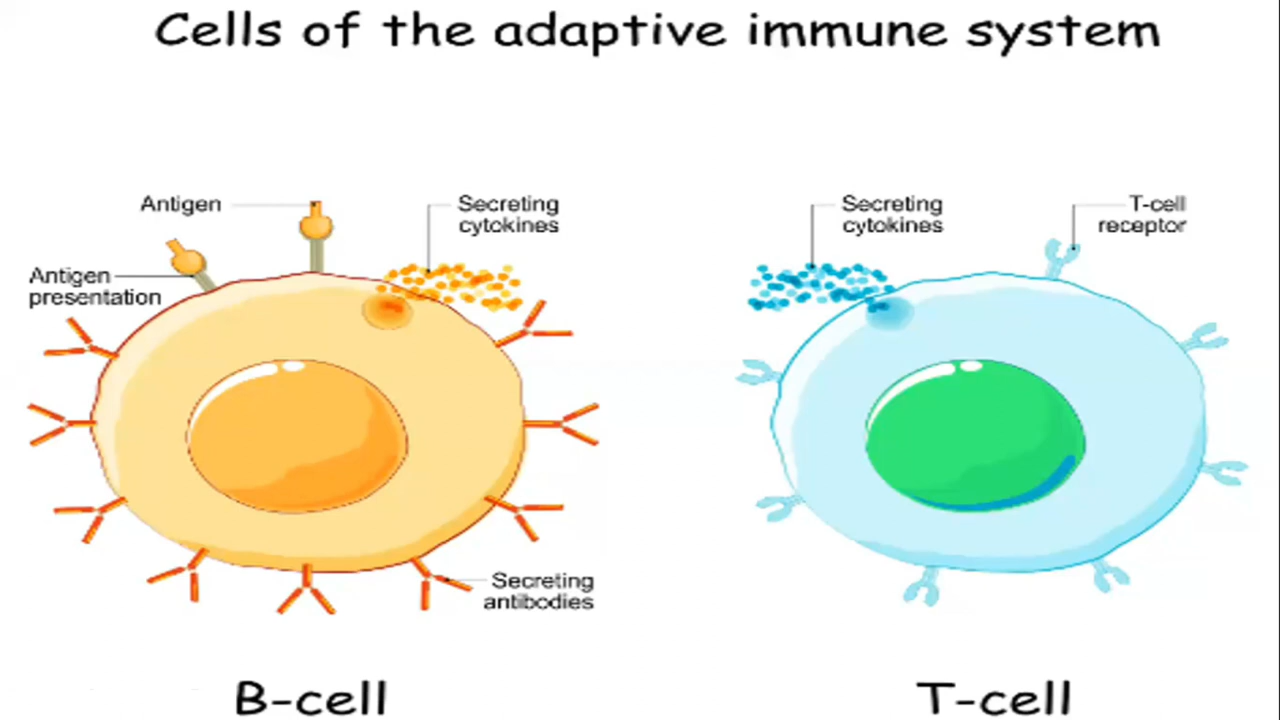 Cells of the adaptive immune system
Antigen
Secreting
cytokines
Antigen
presentation
Secreting
antibodies
B-cell
Secreting
cytokines
T-cell
receptor
T-cell